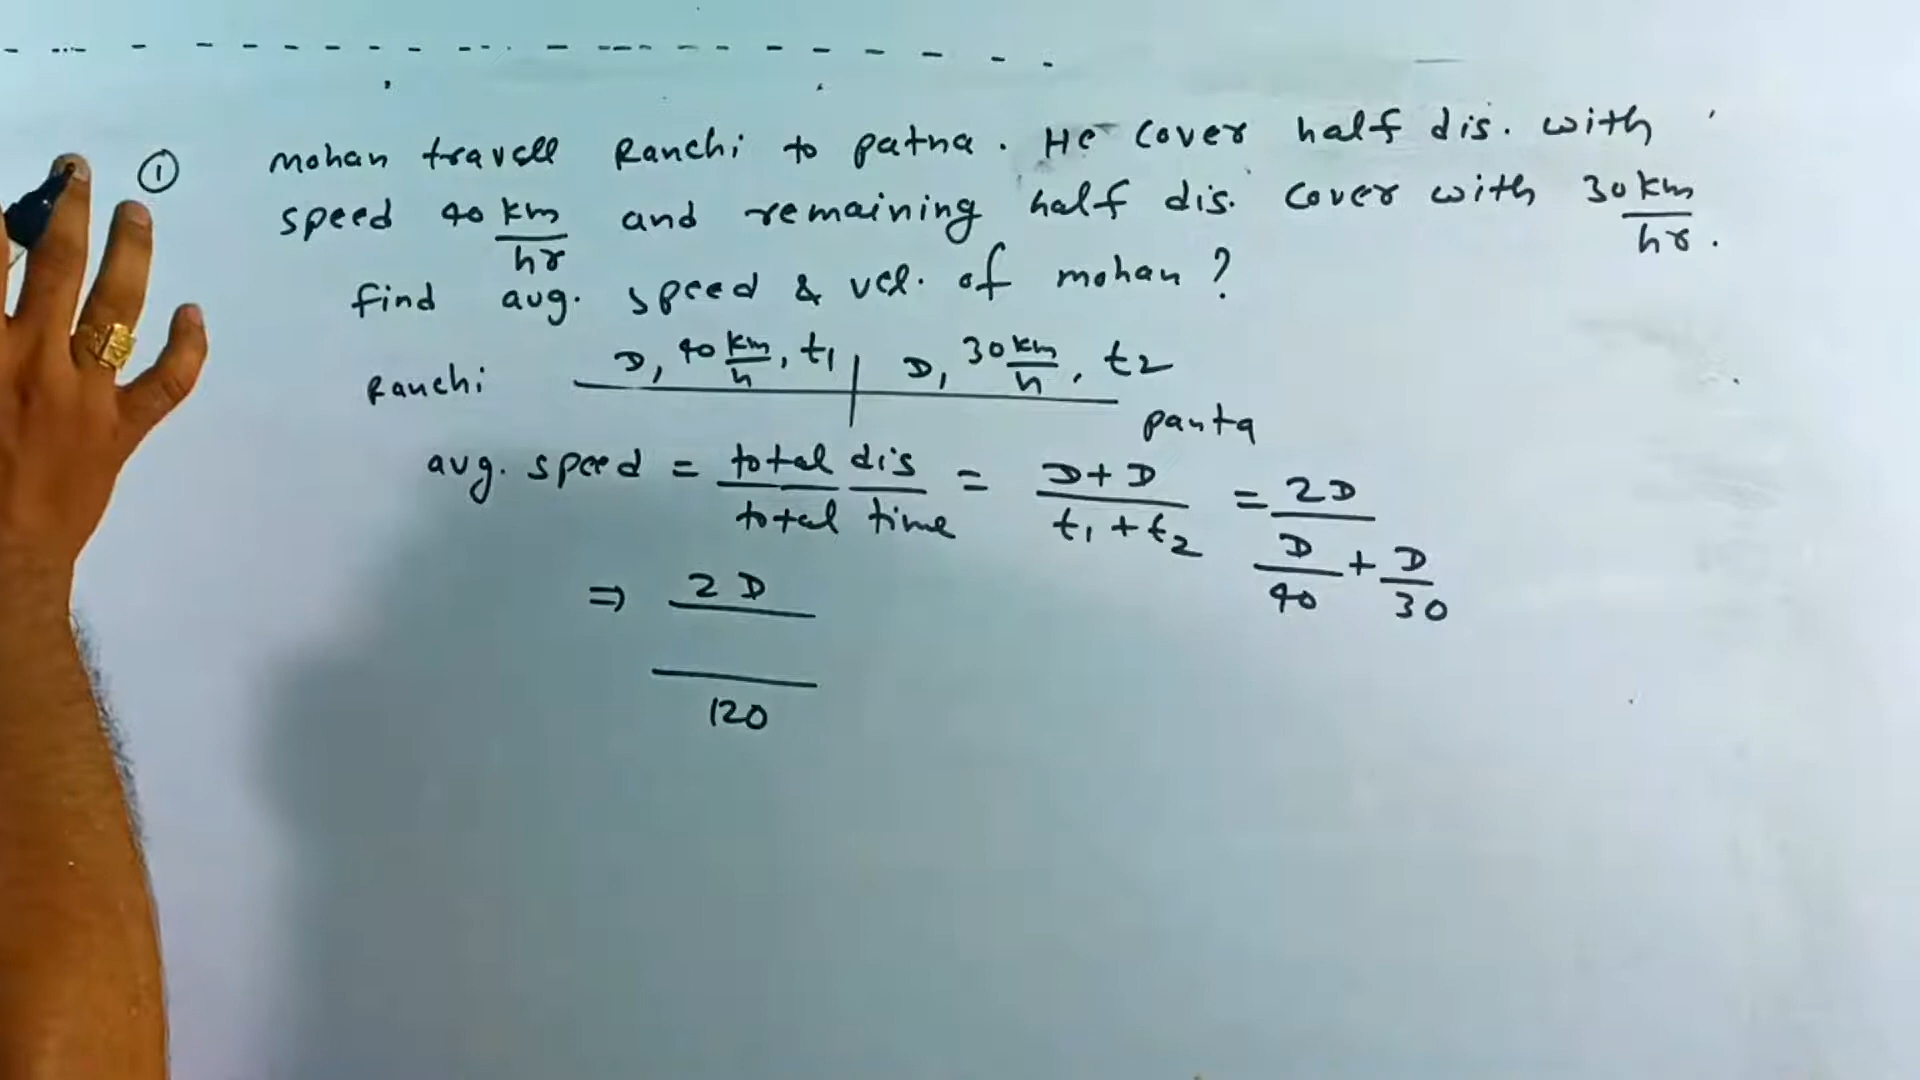 ① Mohan travell Ranchi to patna. He cover half dis. with
speed 40 km/hr and remaining half dis. cover with 30 km/hr.
find avg. speed & vel. of mohan?
Ranchi D, 40 km/h, t1 | D, 30 km/h, t2
panta
avg. speed = total dis / total time = D+D / t1+t2 = 2D / D/40 + D/30
⇒ 2D
120